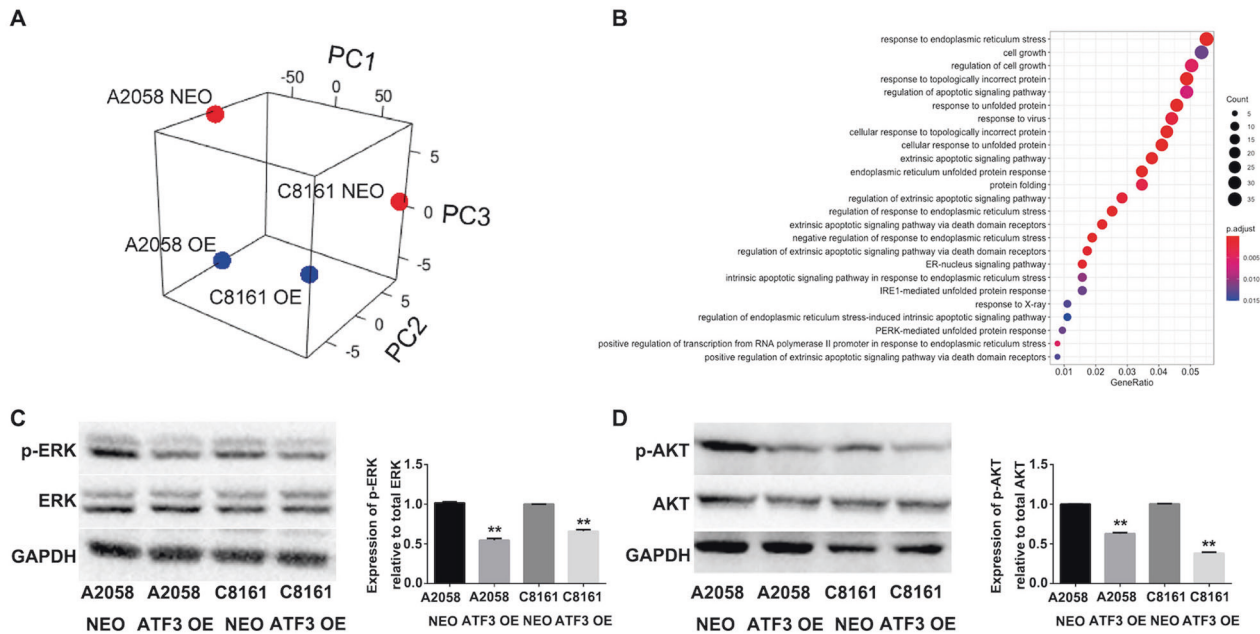 A
PC1
-50
0
50
A2058 NEO
5
C8161 NEO
0
PC3
A2058 OE
-5
C8161 OE
5
0
PC2
-5
B
response to endoplasmic reticulum stress
cell growth
regulation of cell growth
response to topologically incorrect protein
regulation of apoptotic signaling pathway
response to unfolded protein
response to virus
cellular response to topologically incorrect protein
cellular response to unfolded protein
extrinsic apoptotic signaling pathway
endoplasmic reticulum unfolded protein response
protein folding
regulation of extrinsic apoptotic signaling pathway
regulation of response to endoplasmic reticulum stress
extrinsic apoptotic signaling pathway via death domain receptors
negative regulation of response to endoplasmic reticulum stress
regulation of extrinsic apoptotic signaling pathway via death domain receptors
ER-nucleus signaling pathway
intrinsic apoptotic signaling pathway in response to endoplasmic reticulum stress
IRE1-mediated unfolded protein response
response to X-ray
regulation of endoplasmic reticulum stress-induced intrinsic apoptotic signaling pathway
PERK-mediated unfolded protein response
positive regulation of transcription from RNA polymerase II promoter in response to endoplasmic reticulum stress
positive regulation of extrinsic apoptotic signaling pathway via death domain receptors
0.01 0.02 0.03 0.04 0.05
GeneRatio
Count
5
10
15
20
25
30
35
p.adjust
0.005
0.010
0.015
C
p-ERK
ERK
GAPDH
A2058 A2058 C8161 C8161
NEO ATF3 OE NEO ATF3 OE
Expression of p-ERK
relative to total ERK
1.5
1.0
0.5
0.0
**
**
A2058 A2058 C8161 C8161
NEO ATF3 OE NEO ATF3 OE
D
p-AKT
AKT
GAPDH
A2058 A2058 C8161 C8161
NEO ATF3 OE NEO ATF3 OE
Expression of p-AKT
relative to total AKT
1.5
1.0
0.5
0.0
**
**
A2058 A2058 C8161 C8161
NEO ATF3 OE NEO ATF3 OE